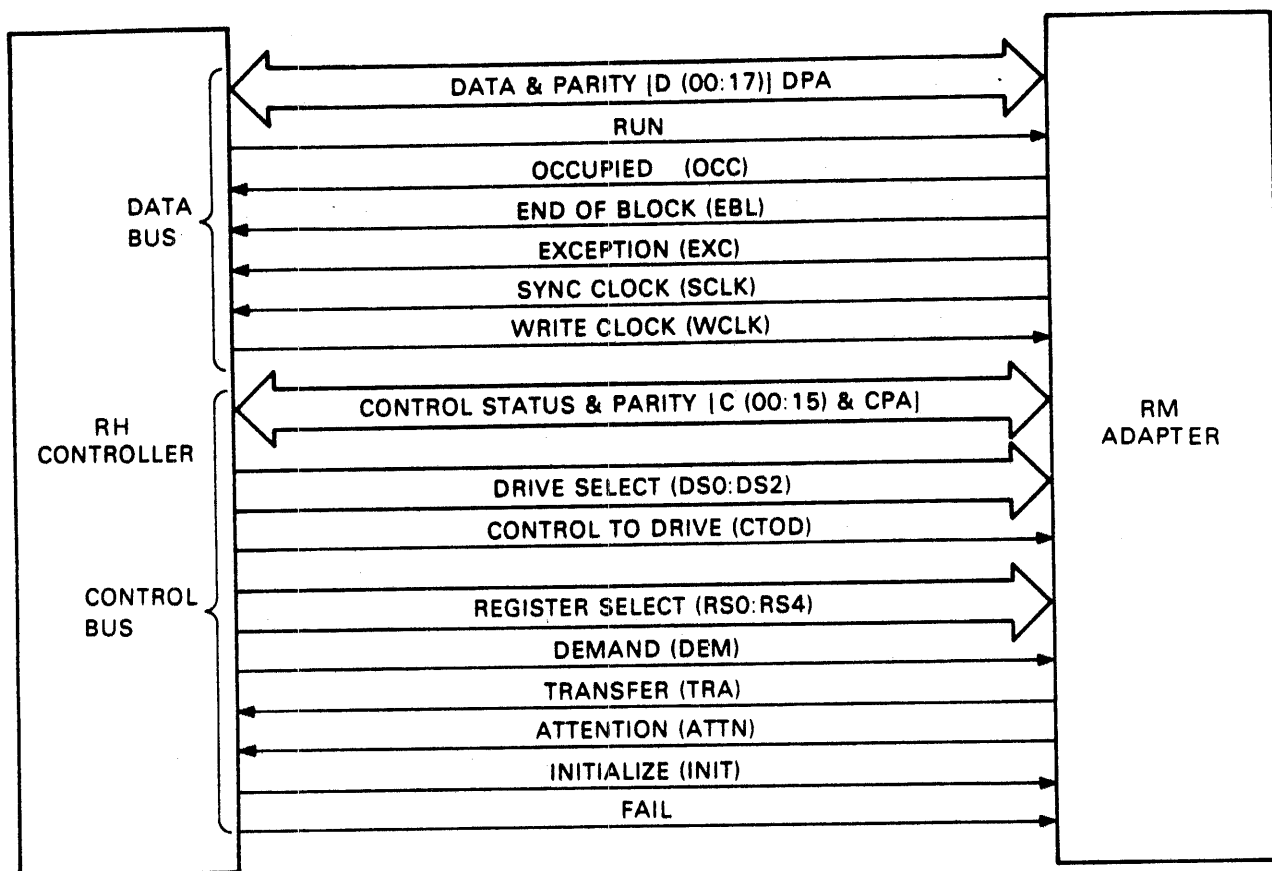 DATA & PARITY [D (00:17)] DPA
RUN
OCCUPIED (OCC)
END OF BLOCK (EBL)
EXCEPTION (EXC)
SYNC CLOCK (SCLK)
WRITE CLOCK (WCLK)
DATA
BUS
CONTROL STATUS & PARITY [C (00:15) & CPA]
RH
CONTROLLER
RM
ADAPTER
DRIVE SELECT (DS0:DS2)
CONTROL TO DRIVE (CTOD)
CONTROL
BUS
REGISTER SELECT (RS0:RS4)
DEMAND (DEM)
TRANSFER (TRA)
ATTENTION (ATTN)
INITIALIZE (INIT)
FAIL